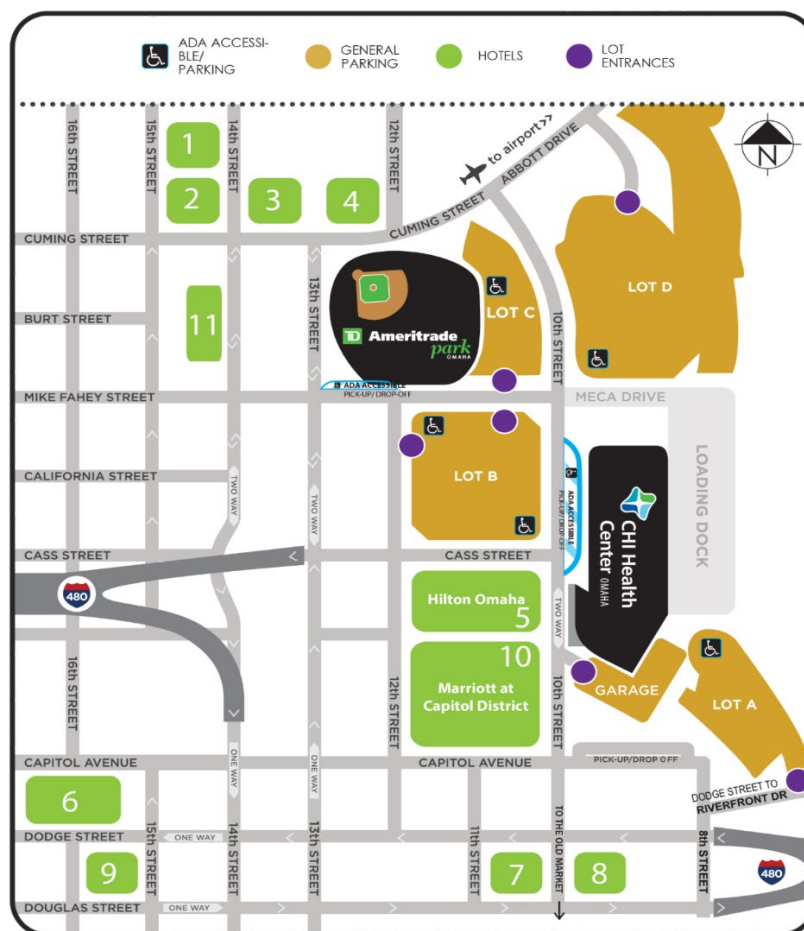 ADA ACCESSI-
BLE/
PARKING
GENERAL
PARKING
HOTELS
LOT
ENTRANCES
16th STREET
15th STREET
14th STREET
12th STREET
1
2
3
4
to airport>>
ABBOTT DRIVE
CUMING STREET
N
CUMING STREET
13th STREET
BURT STREET
11
TD Ameritrade
park
OMAHA
LOT C
10th STREET
LOT D
ADA ACCESSIBLE
PICK-UP/DROP-OFF
MIKE FAHEY STREET
MECA DRIVE
LOT B
CALIFORNIA STREET
TWO WAY
TWO WAY
ADA ACCESSIBLE
PICK-UP/DROP-OFF
CHI Health
Center OMAHA
LOADING DOCK
CASS STREET
CASS STREET
480
Hilton Omaha
5
TWO WAY
10
Marriott at
Capitol District
16th STREET
12th STREET
10th STREET
GARAGE
LOT A
CAPITOL AVENUE
ONE WAY
ONE WAY
CAPITOL AVENUE
PICK-UP/DROP OFF
DODGE STREET TO
RIVERFRONT DR
6
TO THE OLD MARKET
DODGE STREET
ONE WAY
15th STREET
14th STREET
13th STREET
11th STREET
8th STREET
9
7
8
480
DOUGLAS STREET
ONE WAY